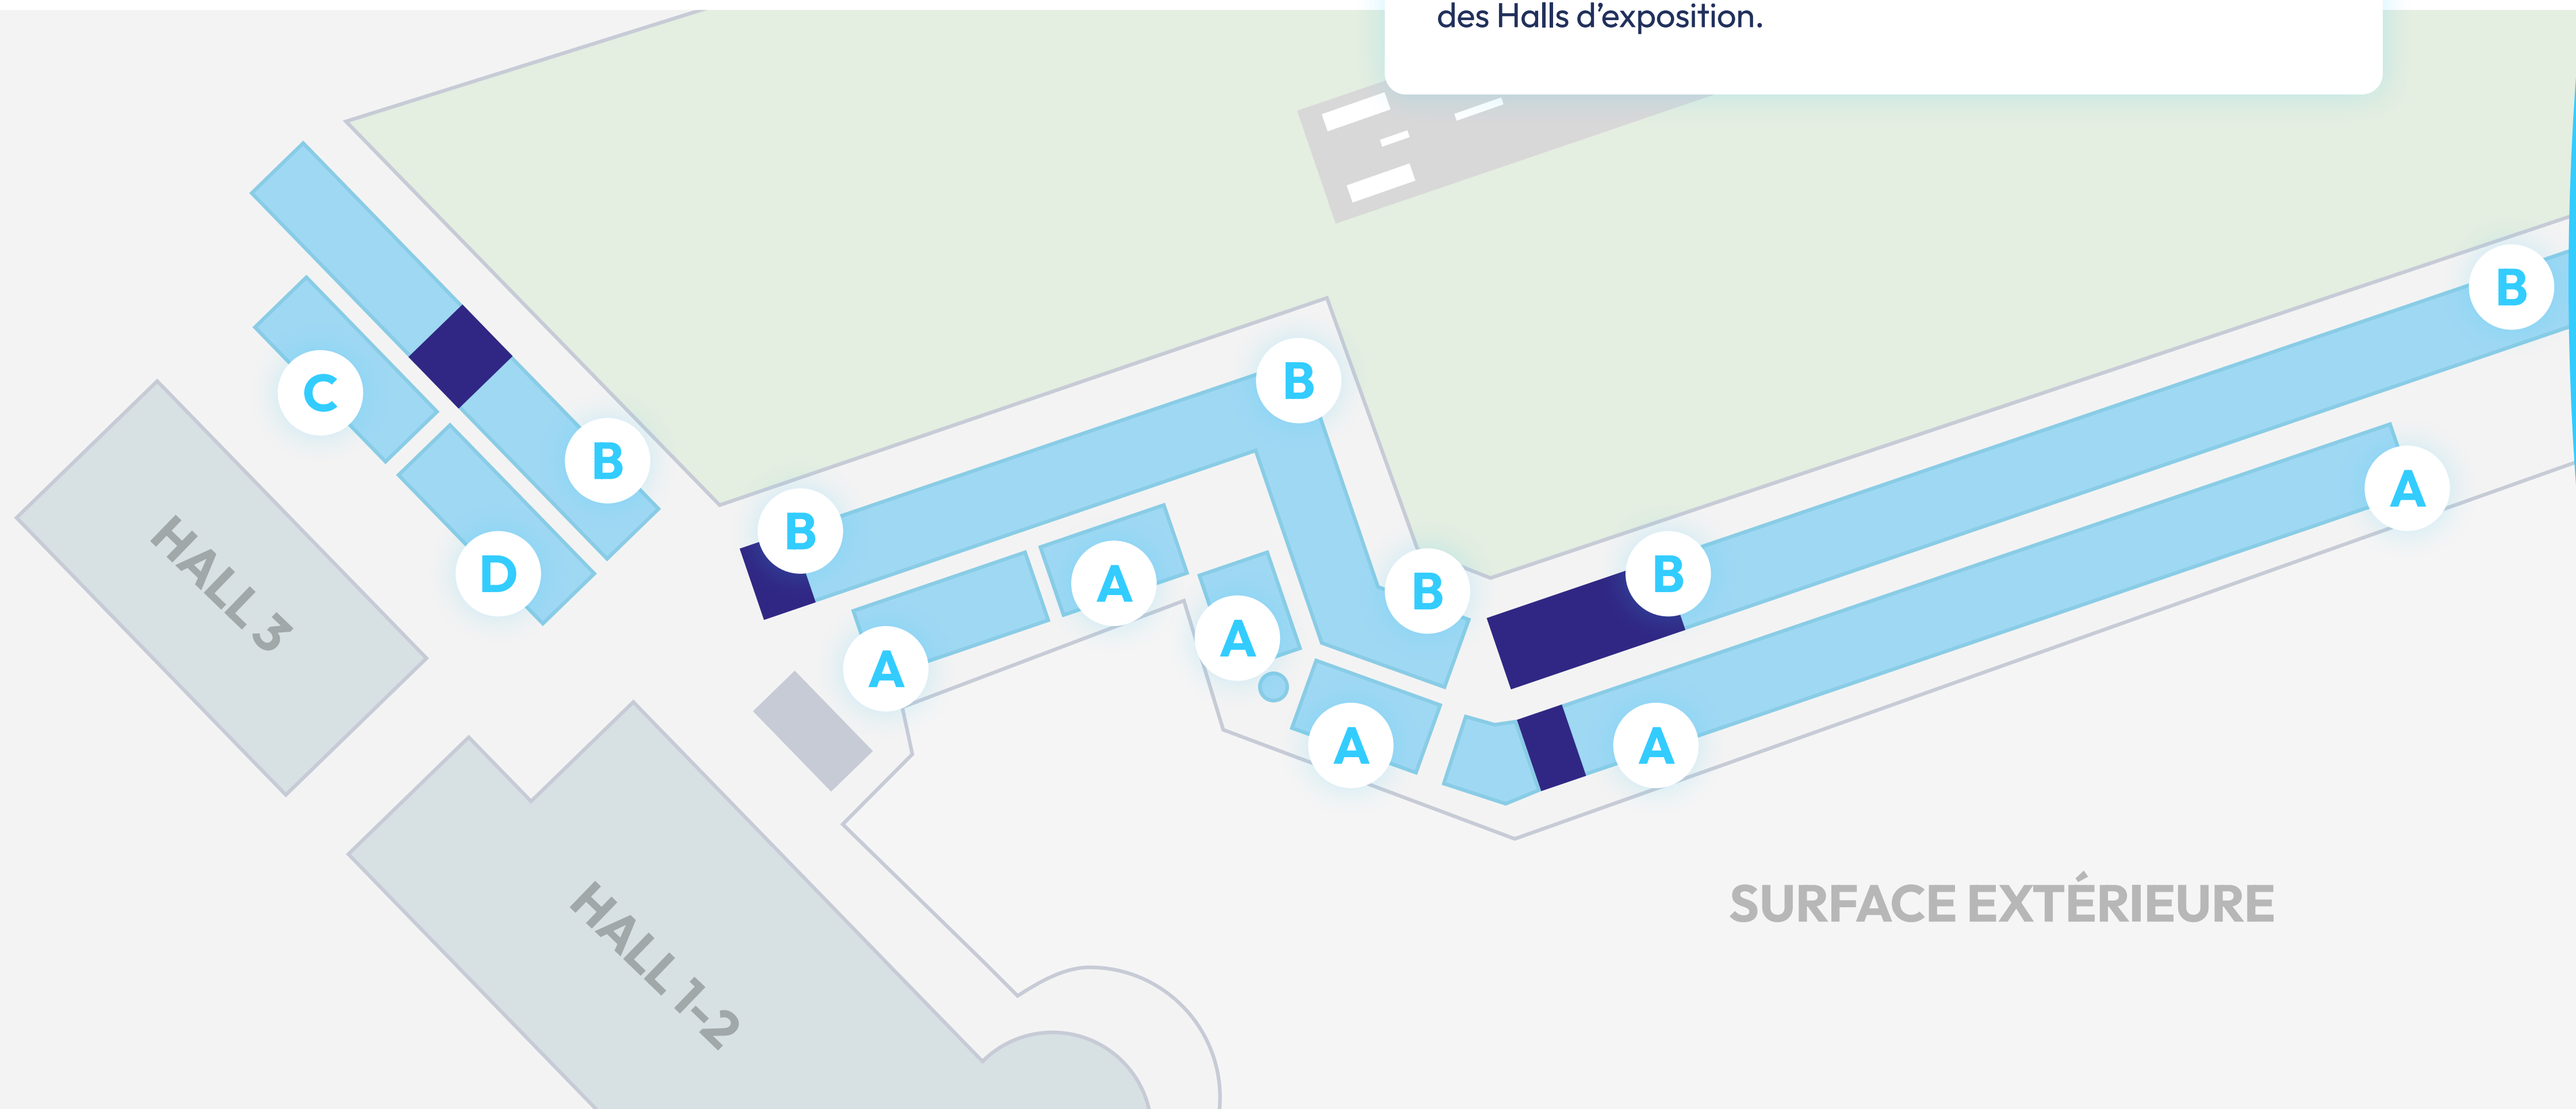 des Halls d’exposition.
B
B
C
B
B
A
B
D
B
A
B
A
A
A
A
HALL 3
HALL 1-2
SURFACE EXTÉRIEURE